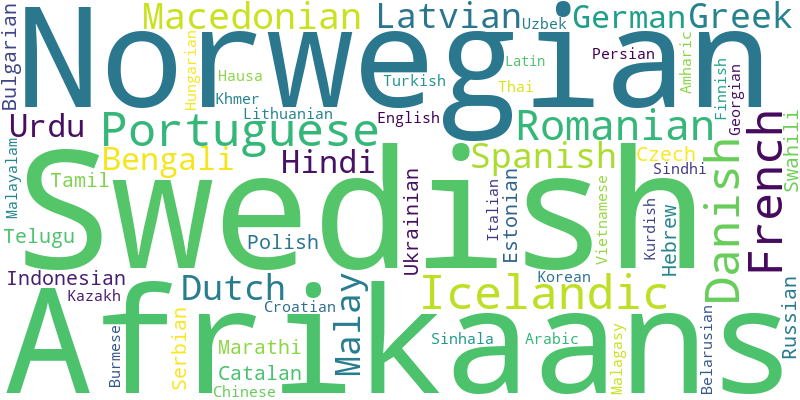 Norwegian
Swedish
Afrikaans
Macedonian
Latvian
Uzbek
German
Greek
Bulgarian
Hungarian
Hausa
Khmer
Lithuanian
Turkish
English
Latin
Thai
Persian
Amharic
Finnish
Georgian
Swahili
Urdu
Portuguese
Romanian
Malayalam
Bengali
Hindi
Spanish
Czech
Sindhi
French
Danish
Tamil
Telugu
Polish
Ukrainian
Italian
Estonian
Vietnamese
Kurdish
Hebrew
Indonesian
Kazakh
Dutch
Croatian
Malay
Icelandic
Korean
Russian
Burmese
Serbian
Marathi
Catalan
Chinese
Sinhala
Arabic
Malagasy
Belarusian